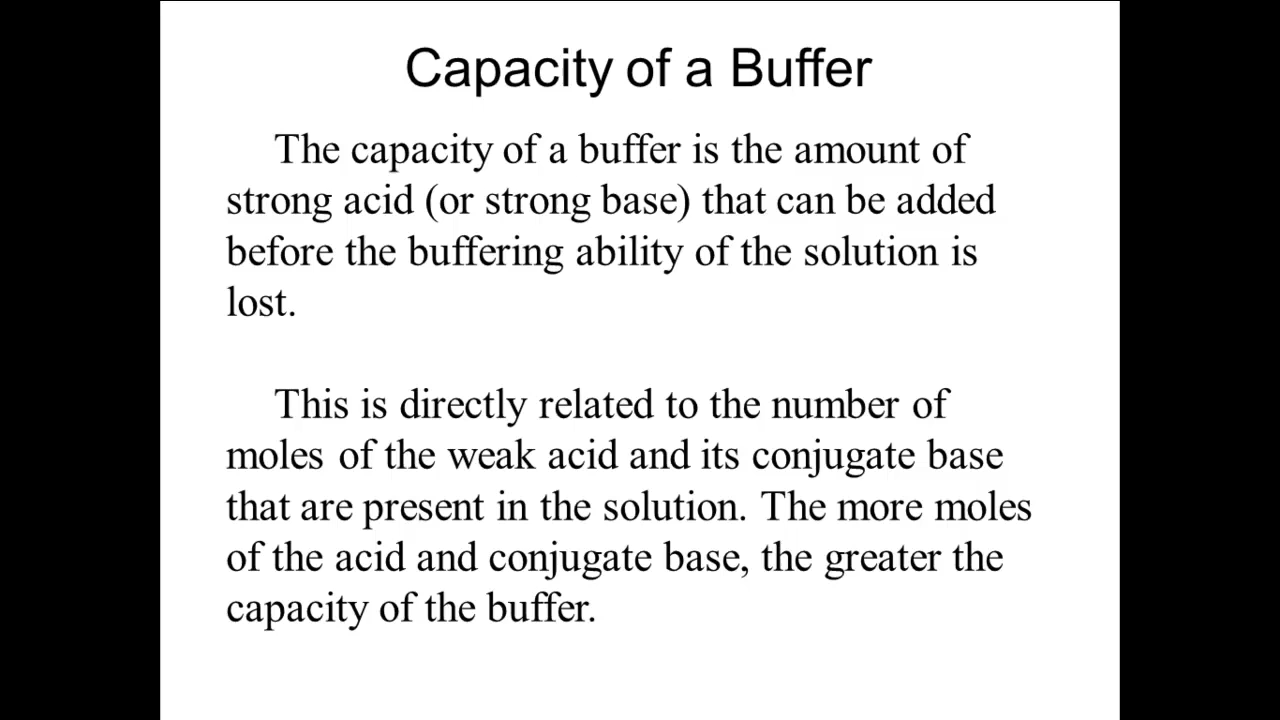 Capacity of a Buffer
The capacity of a buffer is the amount of
strong acid (or strong base) that can be added
before the buffering ability of the solution is
lost.
This is directly related to the number of
moles of the weak acid and its conjugate base
that are present in the solution. The more moles
of the acid and conjugate base, the greater the
capacity of the buffer.